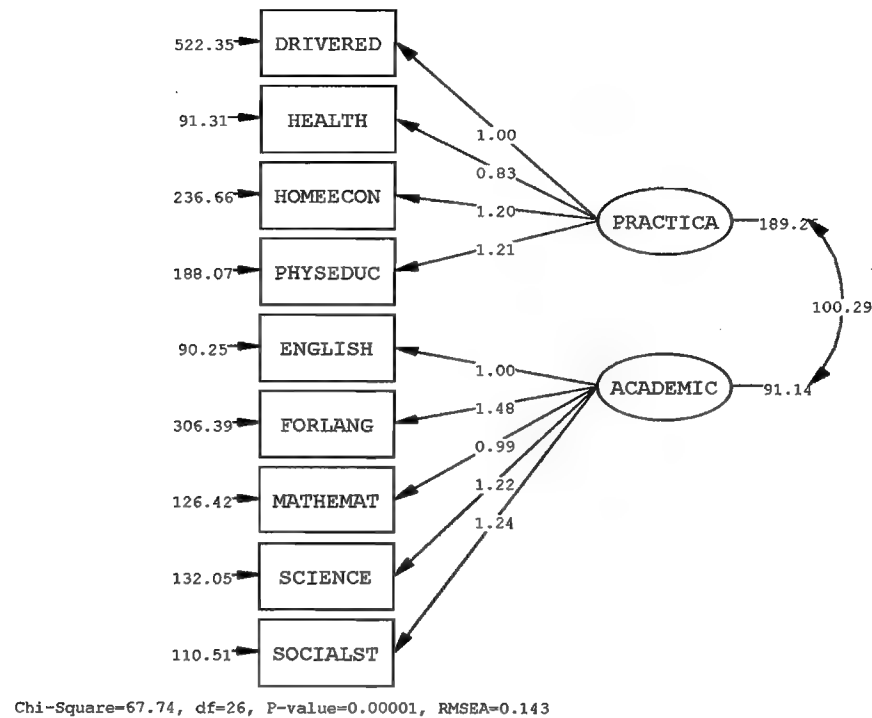 522.35 DRIVERED
91.31 HEALTH
1.00
0.83
236.66 HOMEECON
1.20
PRACTICA 189.26
1.21
188.07 PHYSEDUC
100.29
90.25 ENGLISH
1.00
ACADEMIC 91.14
306.39 FORLANG
1.48
0.99
126.42 MATHEMAT
1.22
1.24
132.05 SCIENCE
110.51 SOCIALST
Chi-Square=67.74, df=26, P-value=0.00001, RMSEA=0.143